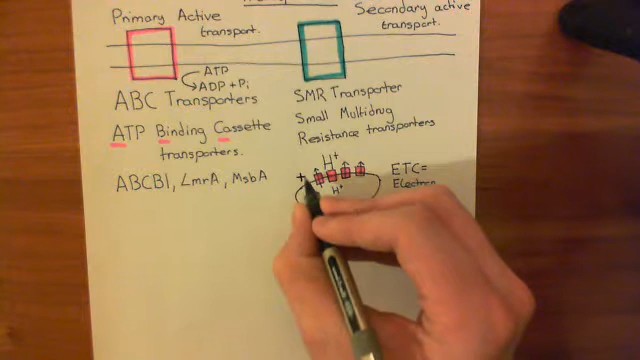 Primary Active
transport.
Secondary active
transport.
ATP
ADP + Pi
ABC Transporters
ATP Binding Cassette
transporters.
ABCB1, LmrA, MsbA
SMR Transporter
Small Multidrug
Resistance transporters
H+
+
H+
ETC=
Electron